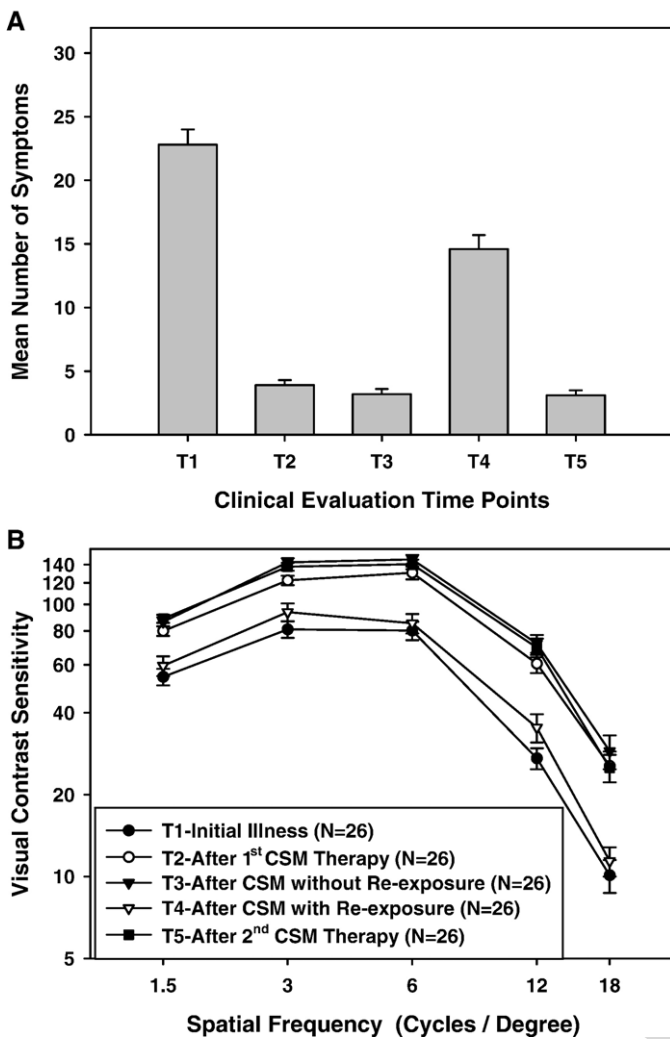 A
30
25
20
15
10
5
0
Mean Number of Symptoms
T1 T2 T3 T4 T5
Clinical Evaluation Time Points
B
140
120
100
80
60
40
20
10
5
Visual Contrast Sensitivity
T1-Initial Illness (N=26)
T2-After 1st CSM Therapy (N=26)
T3-After CSM without Re-exposure (N=26)
T4-After CSM with Re-exposure (N=26)
T5-After 2nd CSM Therapy (N=26)
1.5 3 6 12 18
Spatial Frequency (Cycles / Degree)